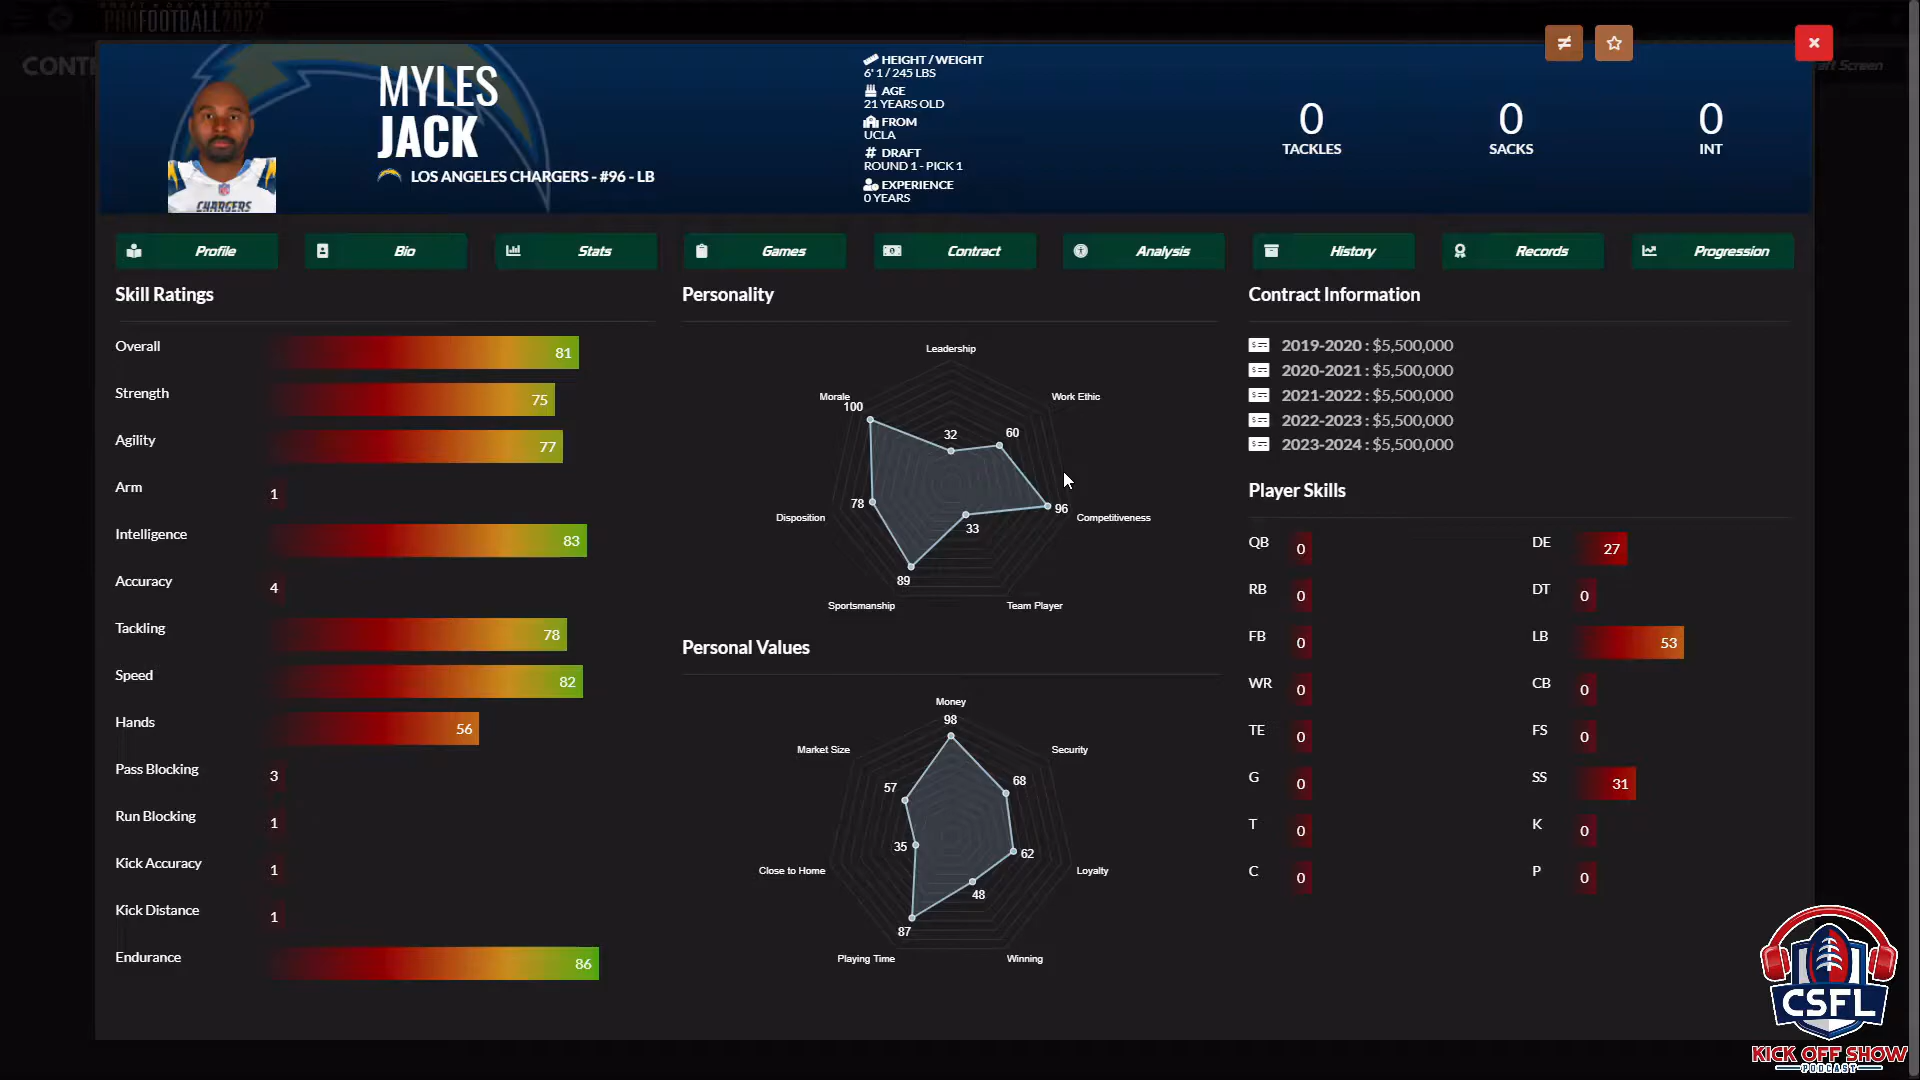 PROFOOTBALL2022
CONT
MYLES
JACK
LOS ANGELES CHARGERS - #96 - LB
CHARGERS
HEIGHT / WEIGHT
6' 1 / 245 LBS
AGE
21 YEARS OLD
FROM
UCLA
# DRAFT
ROUND 1 - PICK 1
EXPERIENCE
0 YEARS
0
TACKLES
0
SACKS
0
INT
Screen
Profile
Bio
Stats
Games
Contract
Analysis
History
Records
Progression
Skill Ratings
Overall 81
Strength 75
Agility 77
Arm 1
Intelligence 83
Accuracy 4
Tackling 78
Speed 82
Hands 56
Pass Blocking 3
Run Blocking 1
Kick Accuracy 1
Kick Distance 1
Endurance 86
Personality
Leadership
32
Work Ethic
60
Competitiveness
96
Team Player
33
Sportsmanship
89
Disposition
78
Morale
100
Personal Values
Money
98
Security
68
Loyalty
62
Winning
48
Playing Time
87
Close to Home
35
Market Size
57
Contract Information
2019-2020 : $5,500,000
2020-2021 : $5,500,000
2021-2022 : $5,500,000
2022-2023 : $5,500,000
2023-2024 : $5,500,000
Player Skills
QB 0
RB 0
FB 0
WR 0
TE 0
G 0
T 0
C 0
DE 27
DT 0
LB 53
CB 0
FS 0
SS 31
K 0
P 0
CSFL
KICK OFF SHOW
PODCAST